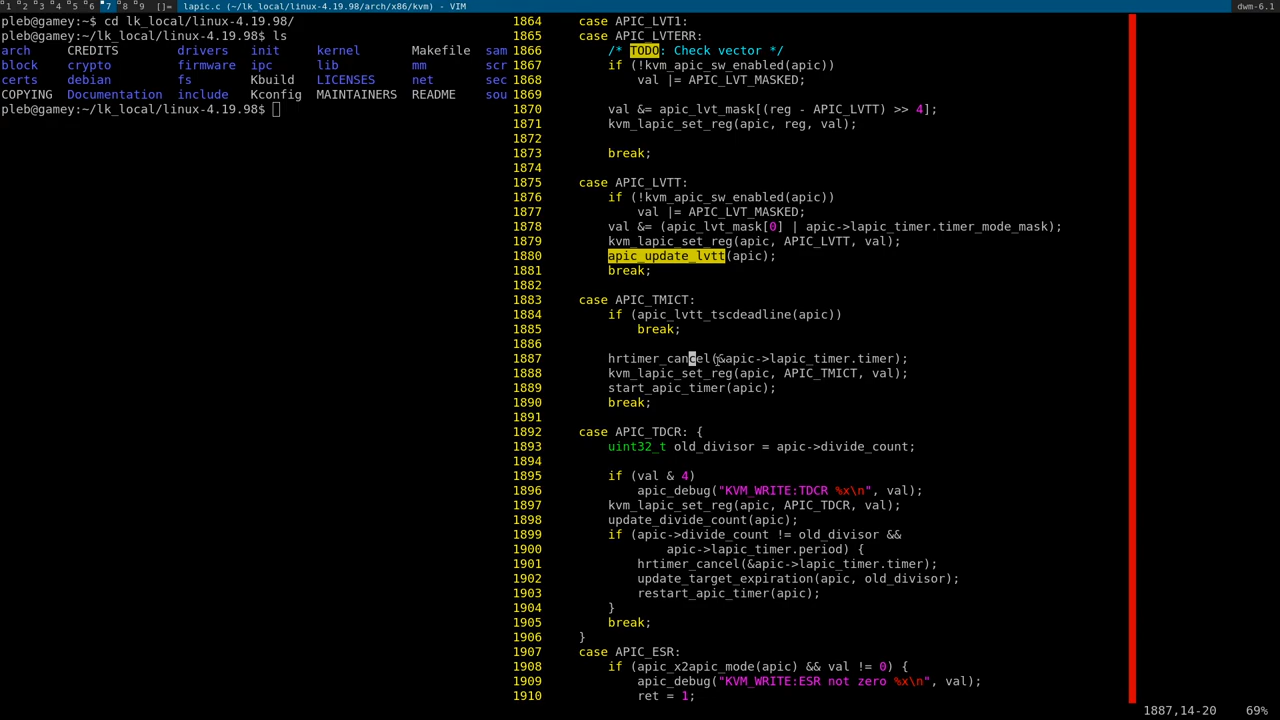 1 2 3 4 5 6 7 8 9 []= lapic.c (~/lk_local/linux-4.19.98/arch/x86/kvm) - VIM dwm-6.1
pleb@gamey:~$ cd lk_local/linux-4.19.98/
pleb@gamey:~/lk_local/linux-4.19.98$ ls
arch CREDITS drivers init kernel Makefile sam
block crypto firmware ipc lib mm scr
certs debian fs Kbuild LICENSES net sec
COPYING Documentation include Kconfig MAINTAINERS README sou
pleb@gamey:~/lk_local/linux-4.19.98$
1864 case APIC_LVT1:
1865 case APIC_LVTERR:
1866 /* TODO: Check vector */
1867 if (!kvm_apic_sw_enabled(apic))
1868 val |= APIC_LVT_MASKED;
1869
1870 val &= apic_lvt_mask[(reg - APIC_LVTT) >> 4];
1871 kvm_lapic_set_reg(apic, reg, val);
1872
1873 break;
1874
1875 case APIC_LVTT:
1876 if (!kvm_apic_sw_enabled(apic))
1877 val |= APIC_LVT_MASKED;
1878 val &= (apic_lvt_mask[0] | apic->lapic_timer.timer_mode_mask);
1879 kvm_lapic_set_reg(apic, APIC_LVTT, val);
1880 apic_update_lvtt(apic);
1881 break;
1882
1883 case APIC_TMICT:
1884 if (apic_lvtt_tscdeadline(apic))
1885 break;
1886
1887 hrtimer_cancel(&apic->lapic_timer.timer);
1888 kvm_lapic_set_reg(apic, APIC_TMICT, val);
1889 start_apic_timer(apic);
1890 break;
1891
1892 case APIC_TDCR: {
1893 uint32_t old_divisor = apic->divide_count;
1894
1895 if (val & 4)
1896 apic_debug("KVM_WRITE:TDCR %x\n", val);
1897 kvm_lapic_set_reg(apic, APIC_TDCR, val);
1898 update_divide_count(apic);
1899 if (apic->divide_count != old_divisor &&
1900 apic->lapic_timer.period) {
1901 hrtimer_cancel(&apic->lapic_timer.timer);
1902 update_target_expiration(apic, old_divisor);
1903 restart_apic_timer(apic);
1904 }
1905 break;
1906 }
1907 case APIC_ESR:
1908 if (apic_x2apic_mode(apic) && val != 0) {
1909 apic_debug("KVM_WRITE:ESR not zero %x\n", val);
1910 ret = 1;
1887,14-20 69%